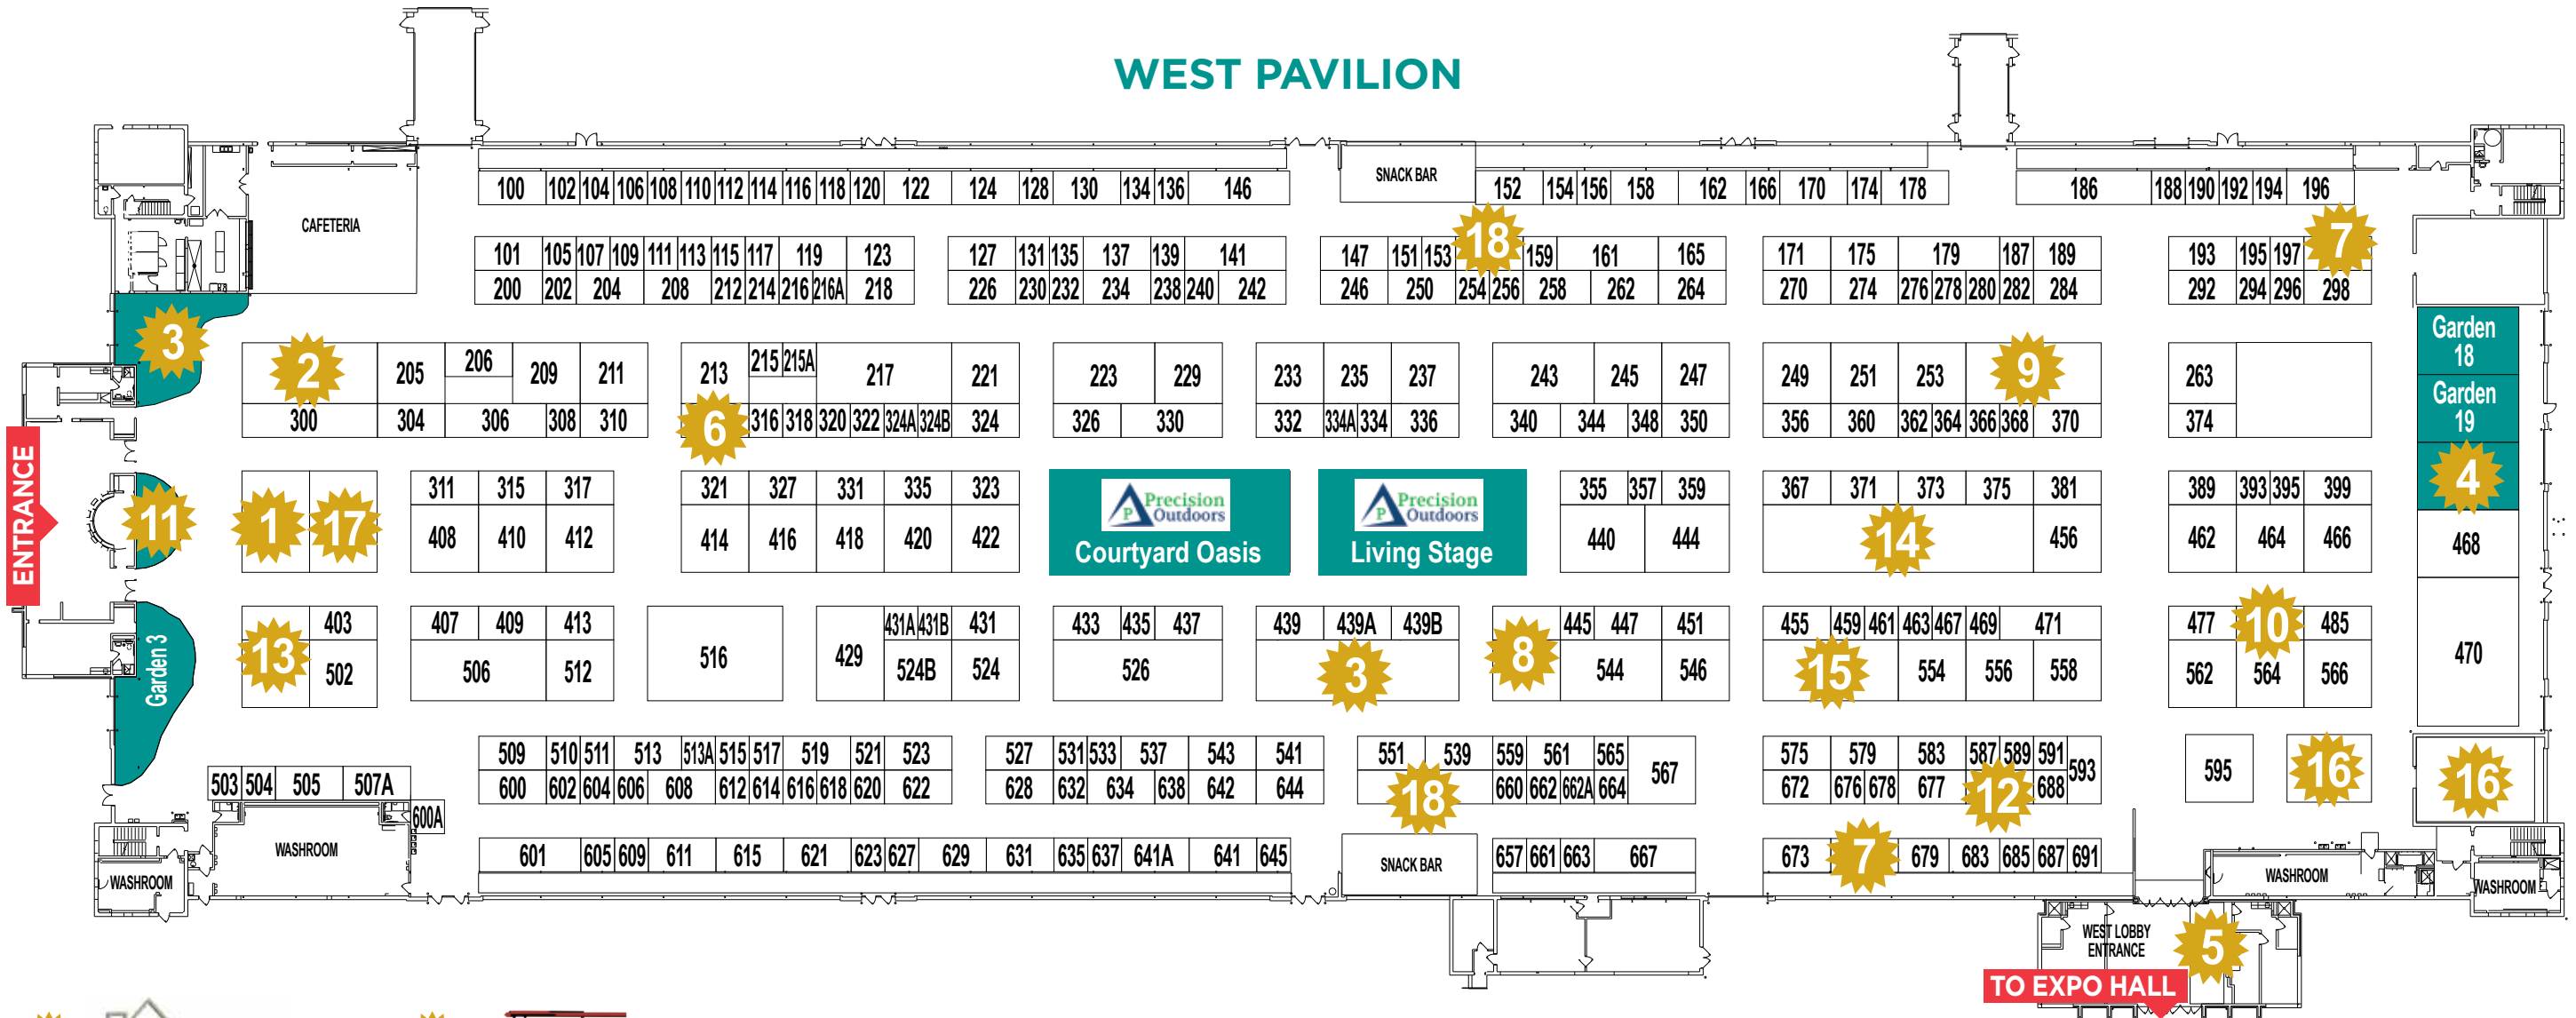 WEST PAVILION
SNACK BAR
CAFETERIA
100 102 104 106 108 110 112 114 116 118 120 122 124 128 130 134 136 146
152 154 156 158 162 166 170 174 178
186 188 190 192 194 196
101 105 107 109 111 113 115 117 119 123
127 131 135 137 139 141
147 151 153 18 159 161 165
171 175 179 187 189
193 195 197 7
200 202 204 208 212 214 216 216A 218
226 230 232 234 238 240 242
246 250 254 256 258 262 264
270 274 276 278 280 282 284
292 294 296 298
3
2 205 206 209 211
213 215 215A 217 221
223 229
233 235 237
243 245 247
249 251 253 9
263
Garden
18
Garden
19
4
300 304 306 308 310
6 316 318 320 322 324A 324B 324
326 330
332 334A 334 336
340 344 348 350
356 360 362 364 366 368 370
374
ENTRANCE
11
1 17
311 315 317
321 327 331 335 323
Precision
Outdoors
P
Courtyard Oasis
Precision
Outdoors
P
Living Stage
355 357 359
367 371 373 375 381
389 393 395 399
408 410 412
414 416 418 420 422
440 444
14 456
462 464 466
468
Garden 3
13 403
502
407 409 413
506 512
516
429 431A 431B 431
524B 524
433 435 437
526
439 439A 439B
3
8 445 447 451
544 546
455 459 461 463 467 469 471
15 554 556 558
477 10 485
562 564 566
470
509 510 511 513 513A 515 517 519 521 523
527 531 533 537 543 541
551 539 559 561 565 567
575 579 583 587 589 591 593
595 16
16
503 504 505 507A
600 602 604 606 608 612 614 616 618 620 622
628 632 634 638 642 644
18 660 662 662A 664
672 676 678 677 12 688
600A
WASHROOM
WASHROOM
601 605 609 611 615 621 623 627 629 631 635 637 641A 641 645
SNACK BAR
657 661 663 667
673 7 679 683 685 687 691
WASHROOM
WASHROOM
WEST LOBBY
ENTRANCE
5
TO EXPO HALL